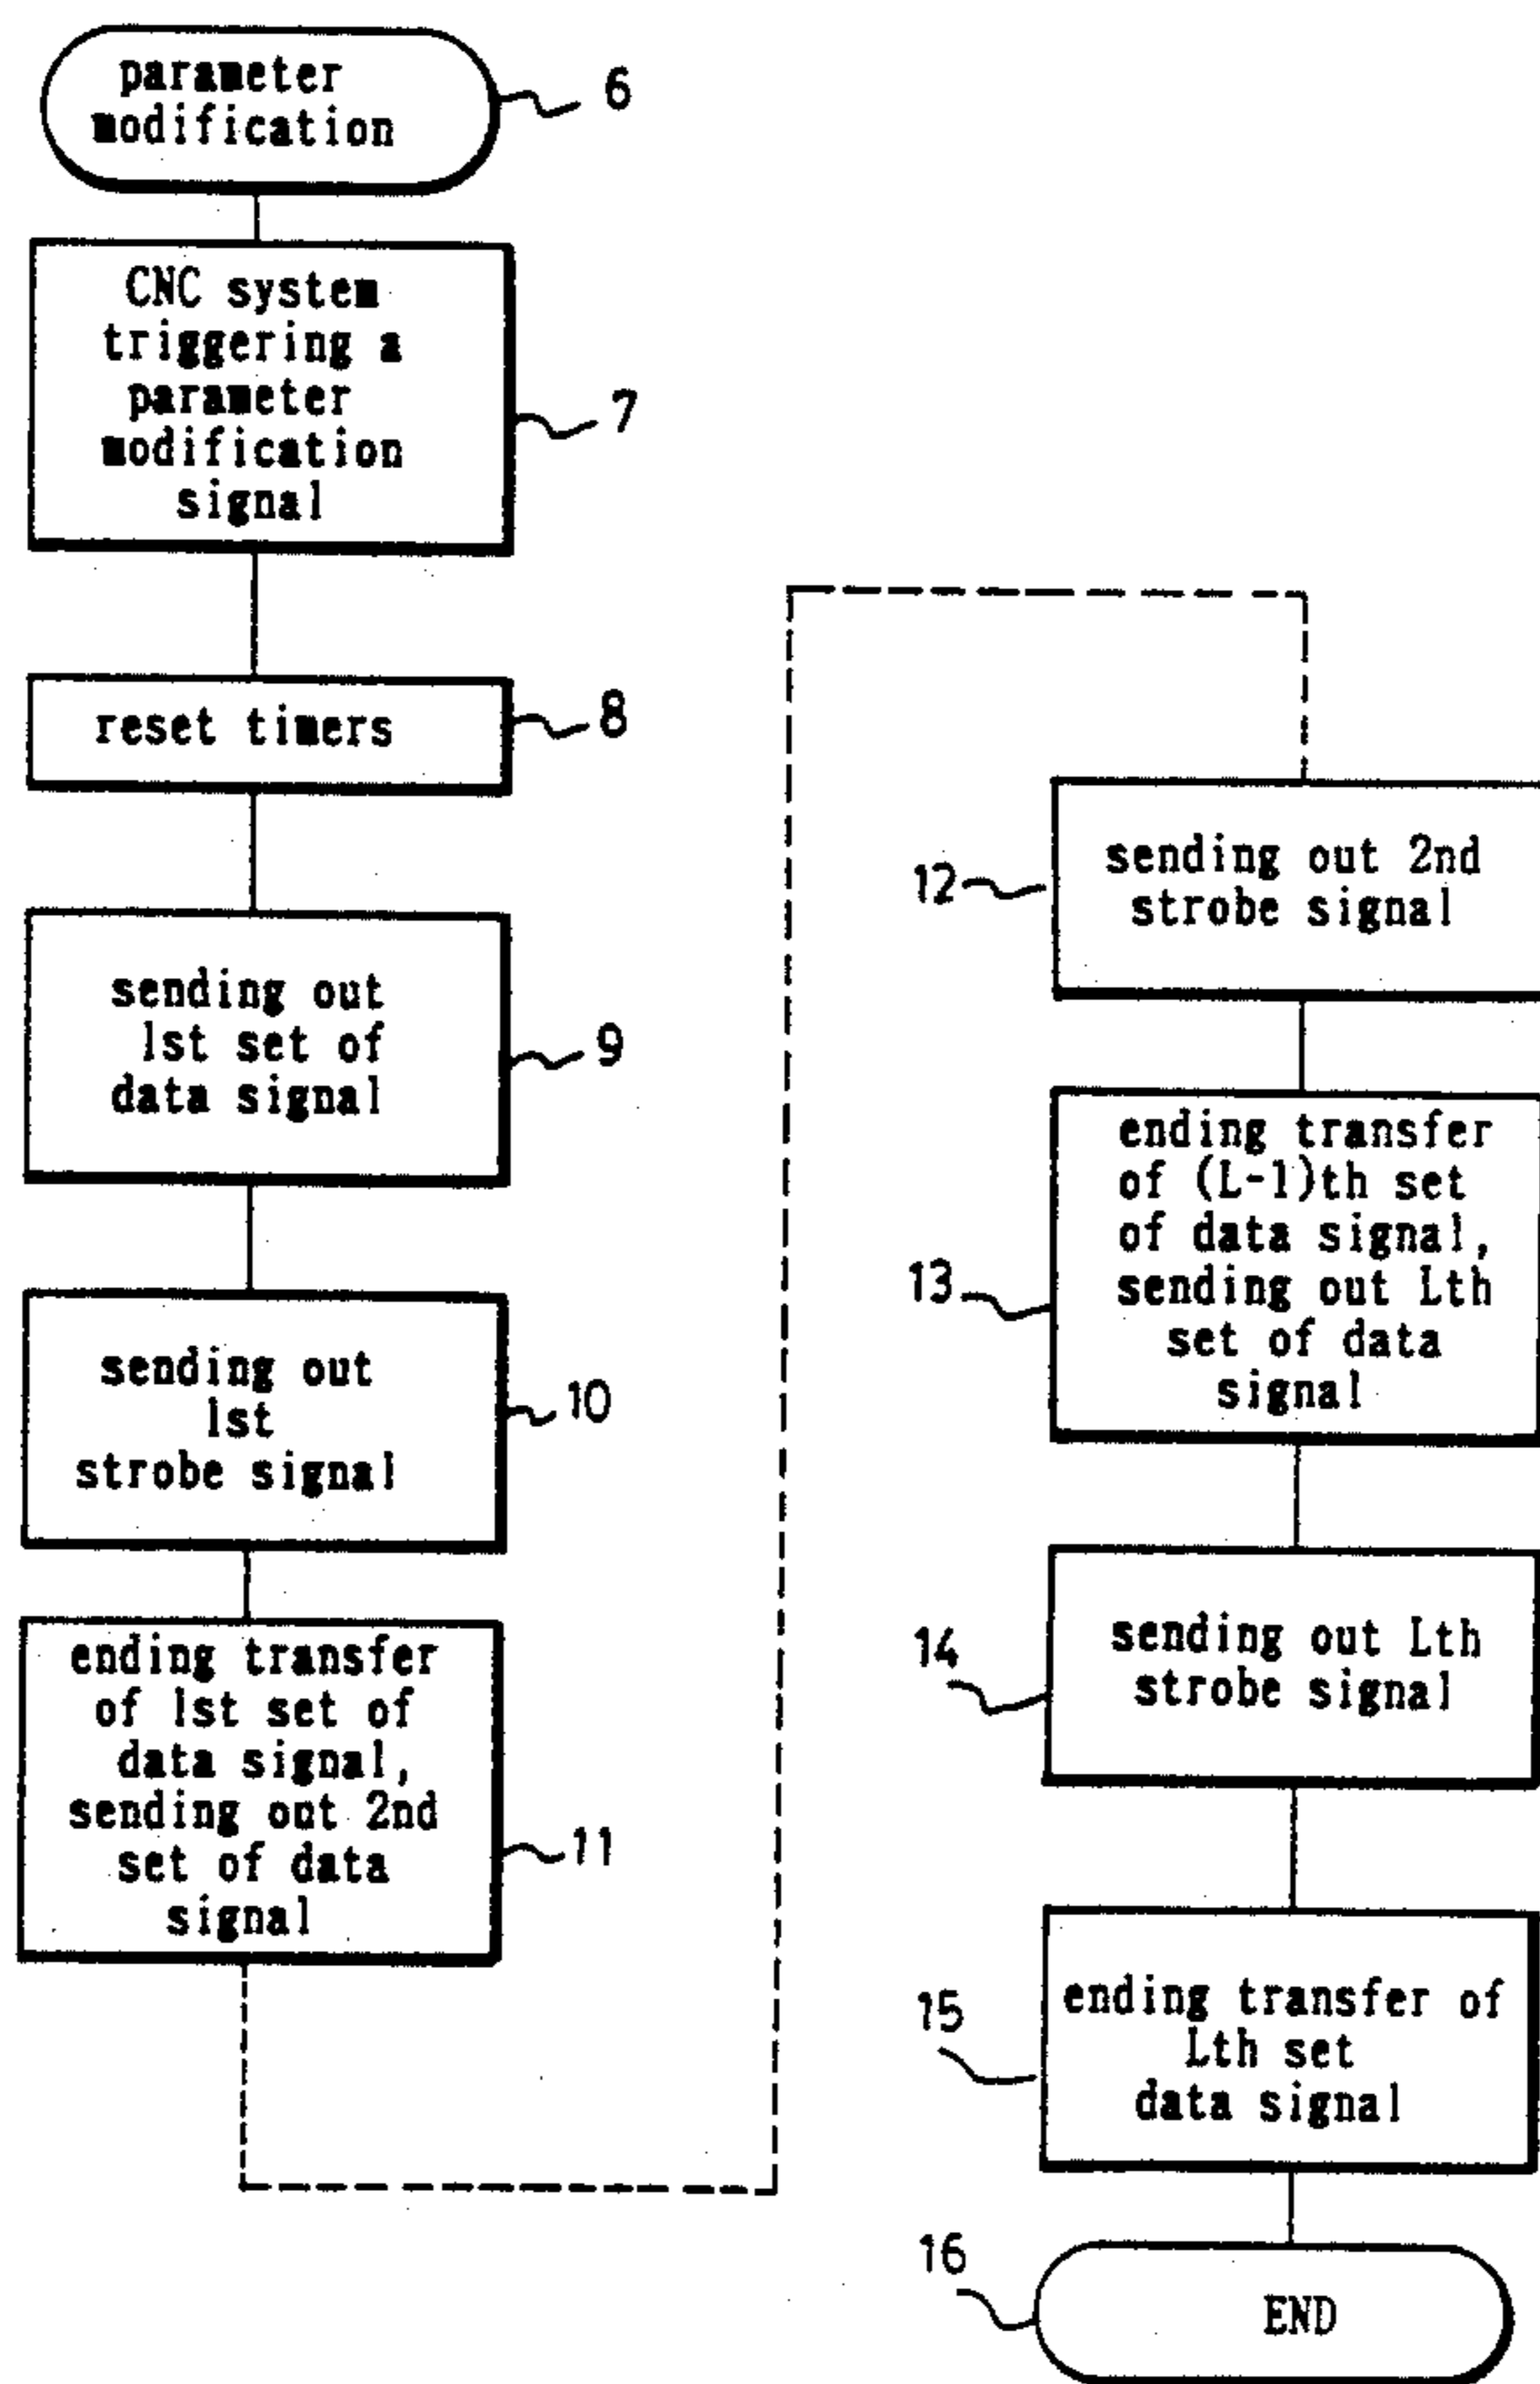 parameter
modification
6
CNC system
triggering a
parameter
modification
signal
7
reset timers
8
sending out
1st set of
data signal
9
sending out
1st
strobe signal
10
ending transfer
of 1st set of
data signal,
sending out 2nd
set of data
signal
11
12
sending out 2nd
strobe signal
13
ending transfer
of (L-1)th set
of data signal,
sending out Lth
set of data
signal
14
sending out Lth
strobe signal
15
ending transfer of
Lth set
data signal
16
END